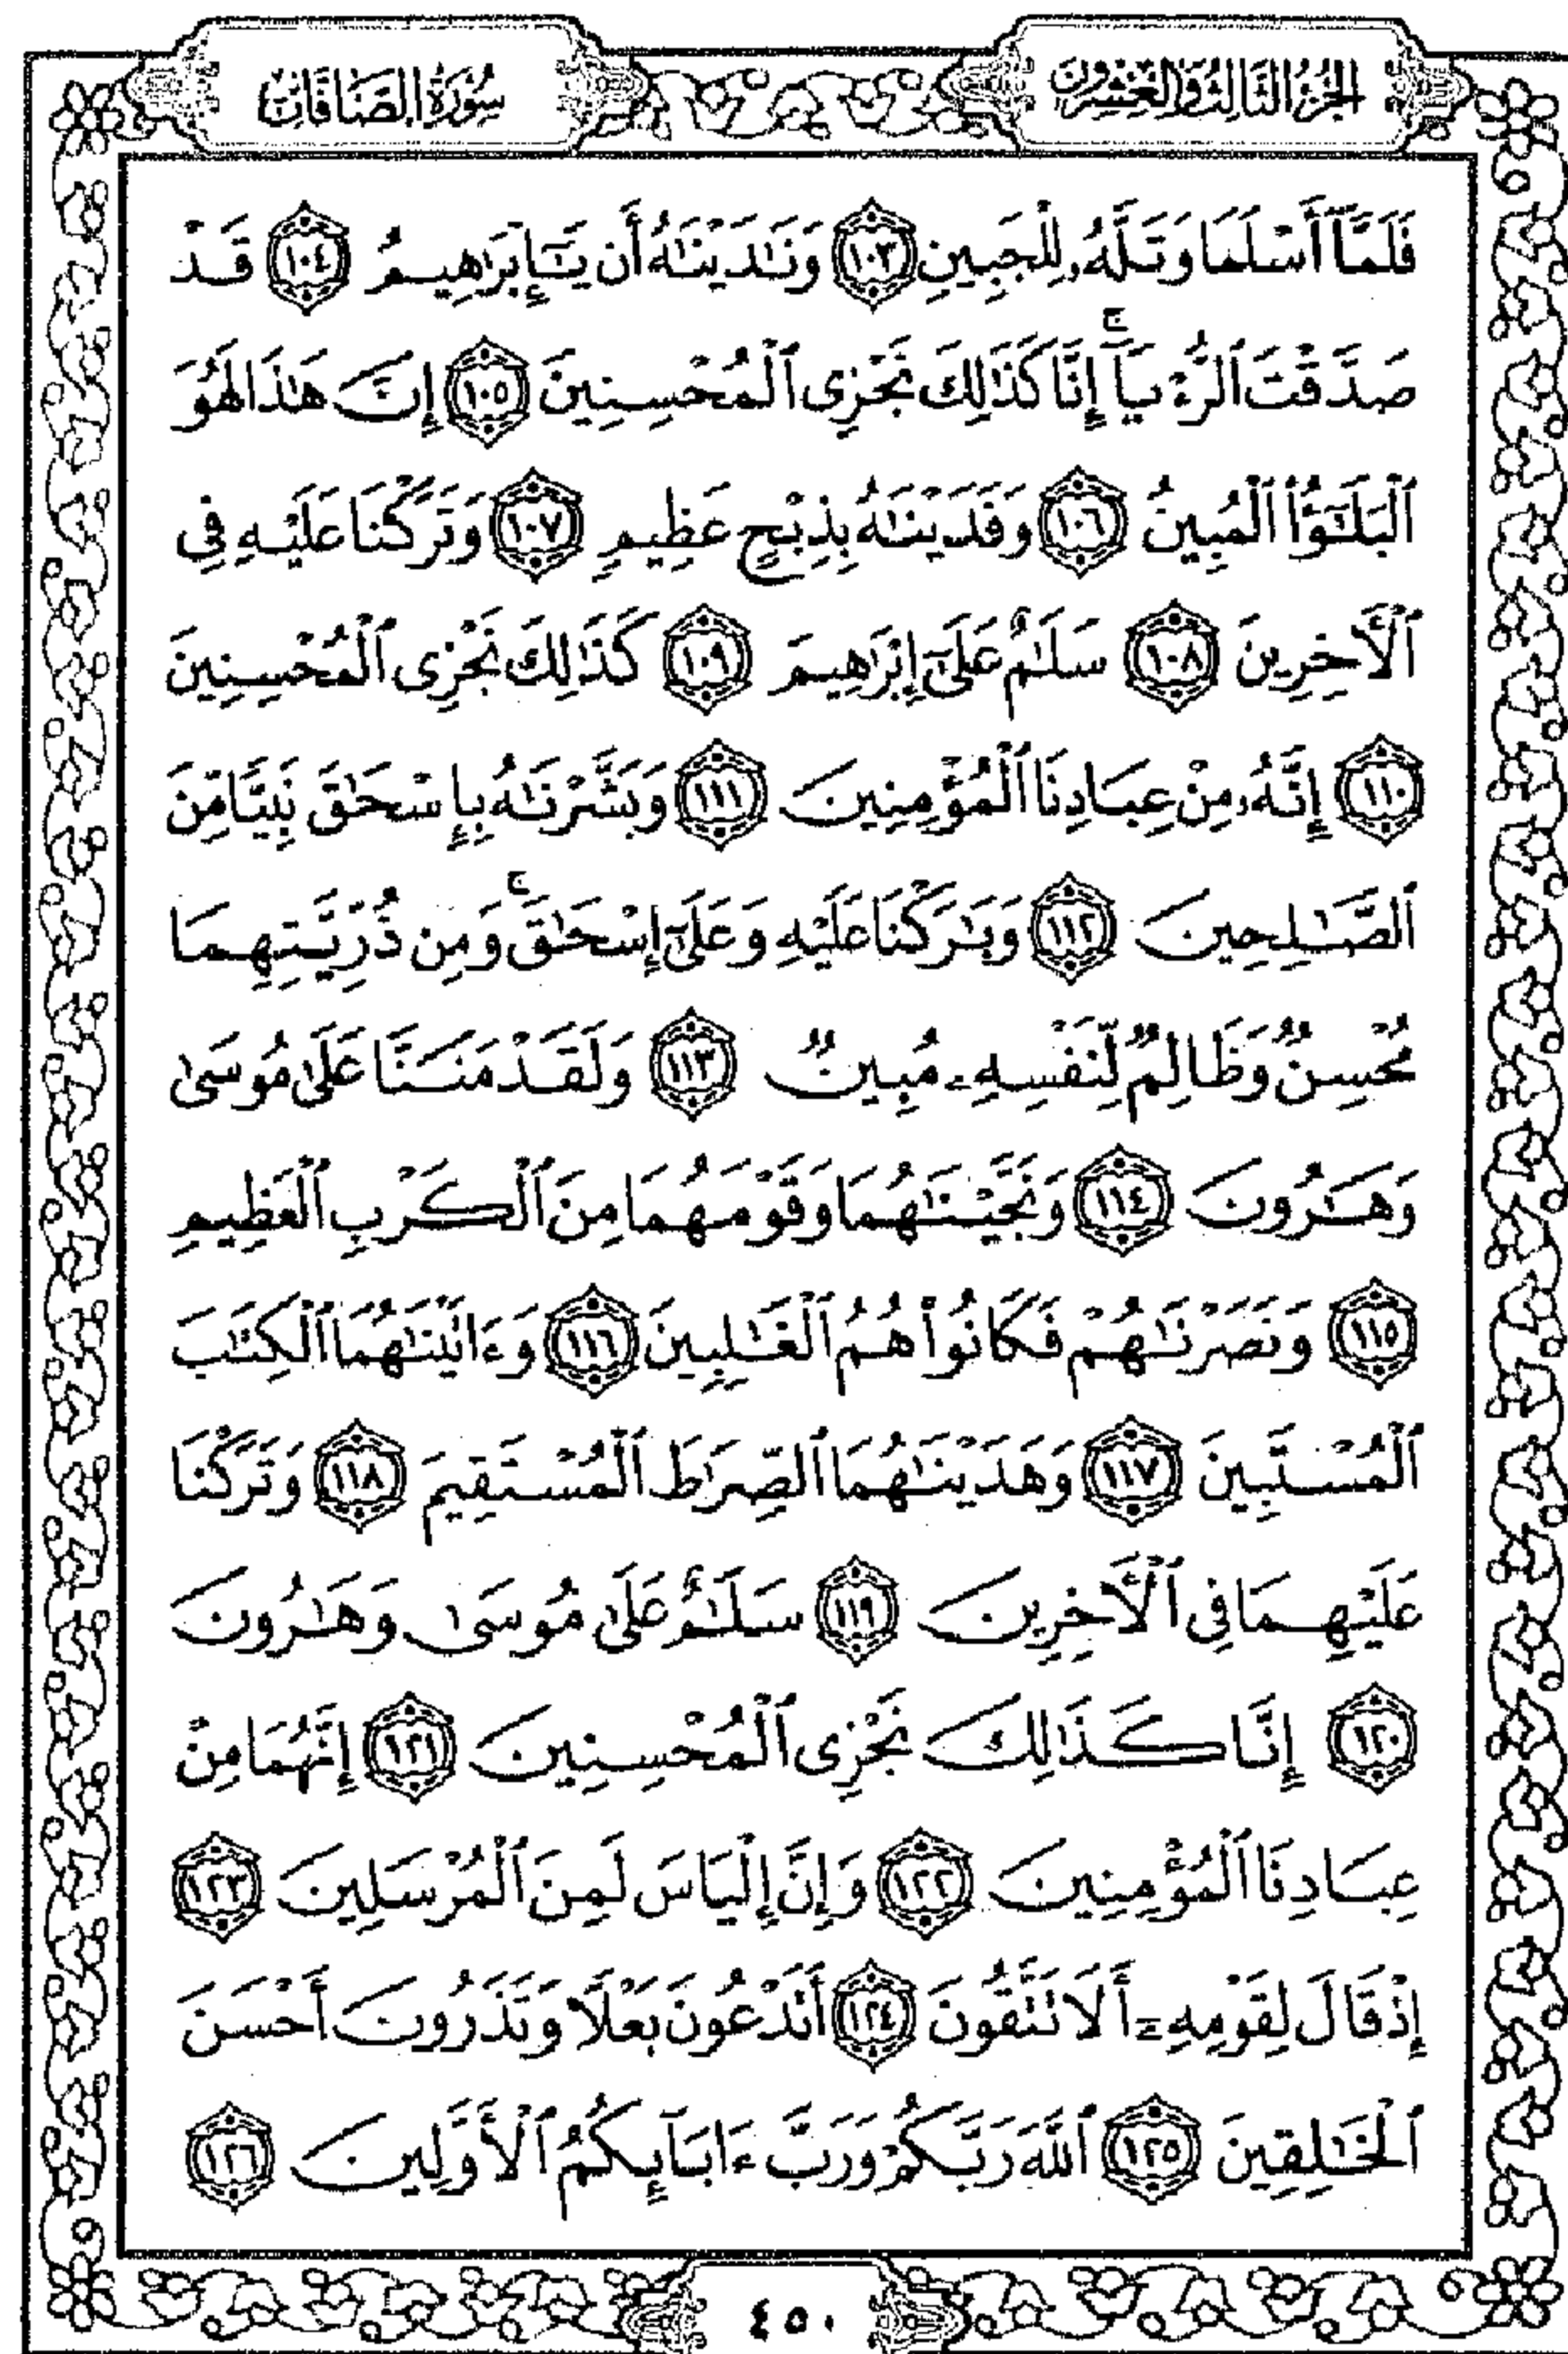 الجزء الثالث والعشرون
سورة الصافات
فَلَمَّآ أَسْلَمَا وَتَلَّهُۥ لِلْجَبِينِ ١٠٣ وَنَٰدَيْنَٰهُ أَن يَٰٓإِبْرَٰهِيمُ ١٠٤ قَدْ
صَدَّقْتَ ٱلرُّءْيَآ ۚ إِنَّا كَذَٰلِكَ نَجْزِى ٱلْمُحْسِنِينَ ١٠٥ إِنَّ هَٰذَا لَهُوَ
ٱلْبَلَٰٓؤُا۟ ٱلْمُبِينُ ١٠٦ وَفَدَيْنَٰهُ بِذِبْحٍ عَظِيمٍ ١٠٧ وَتَرَكْنَا عَلَيْهِ فِى
ٱلْءَاخِرِينَ ١٠٨ سَلَٰمٌ عَلَىٰٓ إِبْرَٰهِيمَ ١٠٩ كَذَٰلِكَ نَجْزِى ٱلْمُحْسِنِينَ
١١٠ إِنَّهُۥ مِنْ عِبَادِنَا ٱلْمُؤْمِنِينَ ١١١ وَبَشَّرْنَٰهُ بِإِسْحَٰقَ نَبِيًّا مِّنَ
ٱلصَّٰلِحِينَ ١١٢ وَبَٰرَكْنَا عَلَيْهِ وَعَلَىٰٓ إِسْحَٰقَ ۚ وَمِن ذُرِّيَّتِهِمَا
مُحْسِنٌ وَظَالِمٌ لِّنَفْسِهِۦ مُبِينٌ ١١٣ وَلَقَدْ مَنَنَّا عَلَىٰ مُوسَىٰ
وَهَٰرُونَ ١١٤ وَنَجَّيْنَٰهُمَا وَقَوْمَهُمَا مِنَ ٱلْكَرْبِ ٱلْعَظِيمِ
١١٥ وَنَصَرْنَٰهُمْ فَكَانُوا۟ هُمُ ٱلْغَٰلِبِينَ ١١٦ وَءَاتَيْنَٰهُمَا ٱلْكِتَٰبَ
ٱلْمُسْتَبِينَ ١١٧ وَهَدَيْنَٰهُمَا ٱلصِّرَٰطَ ٱلْمُسْتَقِيمَ ١١٨ وَتَرَكْنَا
عَلَيْهِمَا فِى ٱلْءَاخِرِينَ ١١٩ سَلَٰمٌ عَلَىٰ مُوسَىٰ وَهَٰرُونَ
١٢٠ إِنَّا كَذَٰلِكَ نَجْزِى ٱلْمُحْسِنِينَ ١٢١ إِنَّهُمَا مِنْ
عِبَادِنَا ٱلْمُؤْمِنِينَ ١٢٢ وَإِنَّ إِلْيَاسَ لَمِنَ ٱلْمُرْسَلِينَ ١٢٣
إِذْ قَالَ لِقَوْمِهِۦٓ أَلَا تَتَّقُونَ ١٢٤ أَتَدْعُونَ بَعْلًا وَتَذَرُونَ أَحْسَنَ
ٱلْخَٰلِقِينَ ١٢٥ ٱللَّهَ رَبَّكُمْ وَرَبَّ ءَابَآئِكُمُ ٱلْأَوَّلِينَ ١٢٦
٤٥٠